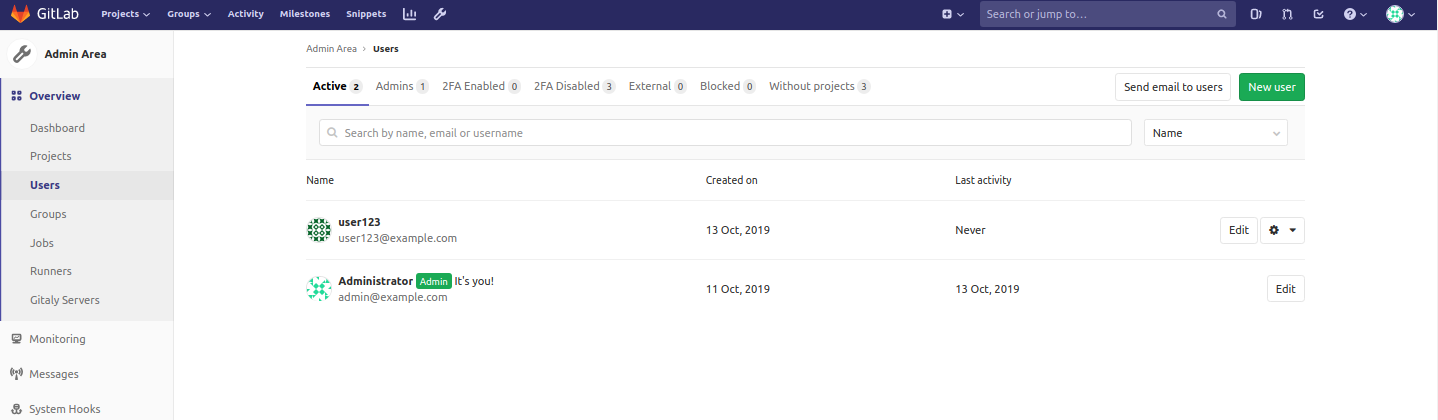 GitLab Projects Groups Activity Milestones Snippets Search or jump to...
Admin Area
Overview
Dashboard
Projects
Users
Groups
Jobs
Runners
Gitaly Servers
Monitoring
Messages
System Hooks
Admin Area › Users
Active 2 Admins 1 2FA Enabled 0 2FA Disabled 3 External 0 Blocked 0 Without projects 3 Send email to users New user
Search by name, email or username Name
Name Created on Last activity
user123
user123@example.com 13 Oct, 2019 Never Edit
Administrator Admin It's you!
admin@example.com 11 Oct, 2019 13 Oct, 2019 Edit